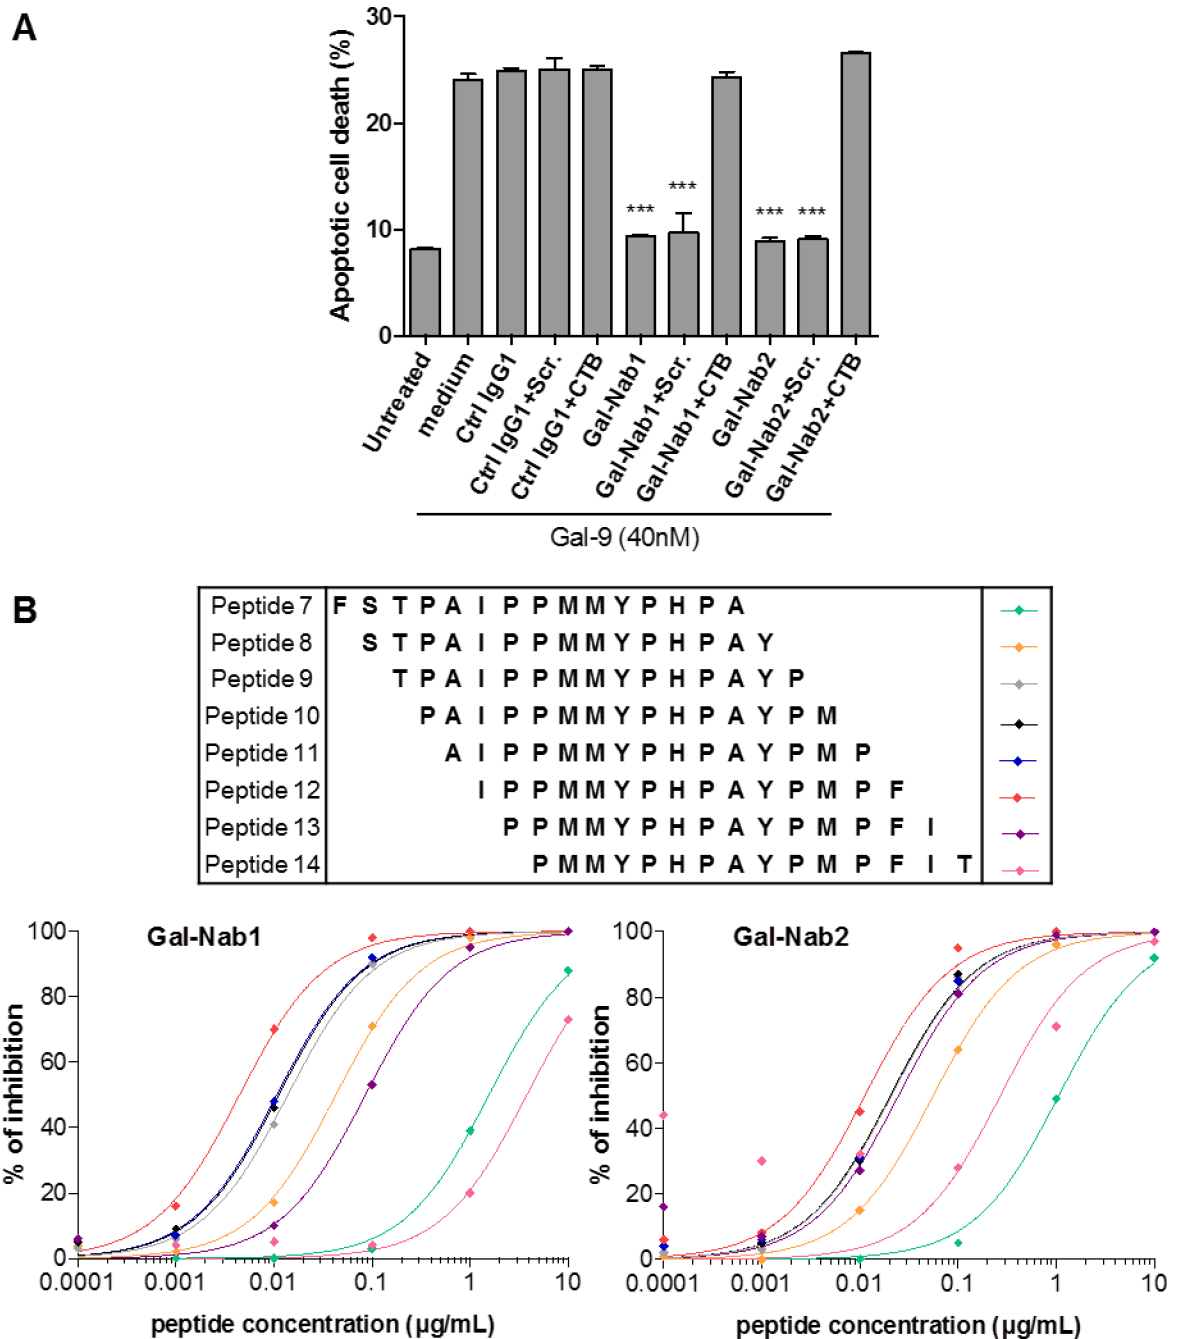 A
Apoptotic cell death (%)
30
20
10
0
*** *** *** ***
Untreated
medium
Ctrl IgG1
Ctrl IgG1+Scr.
Ctrl IgG1+CTB
Gal-Nab1
Gal-Nab1+Scr.
Gal-Nab1+CTB
Gal-Nab2
Gal-Nab2+Scr.
Gal-Nab2+CTB
Gal-9 (40nM)
B
Peptide 7 F S T P A I P P M M Y P H P A
Peptide 8 S T P A I P P M M Y P H P A Y
Peptide 9 T P A I P P M M Y P H P A Y P
Peptide 10 P A I P P M M Y P H P A Y P M
Peptide 11 A I P P M M Y P H P A Y P M P
Peptide 12 I P P M M Y P H P A Y P M P F
Peptide 13 P P M M Y P H P A Y P M P F I
Peptide 14 P M M Y P H P A Y P M P F I T
Gal-Nab1
% of inhibition
100
80
60
40
20
0
0.0001 0.001 0.01 0.1 1 10
peptide concentration (µg/mL)
Gal-Nab2
% of inhibition
100
80
60
40
20
0
0.0001 0.001 0.01 0.1 1 10
peptide concentration (µg/mL)